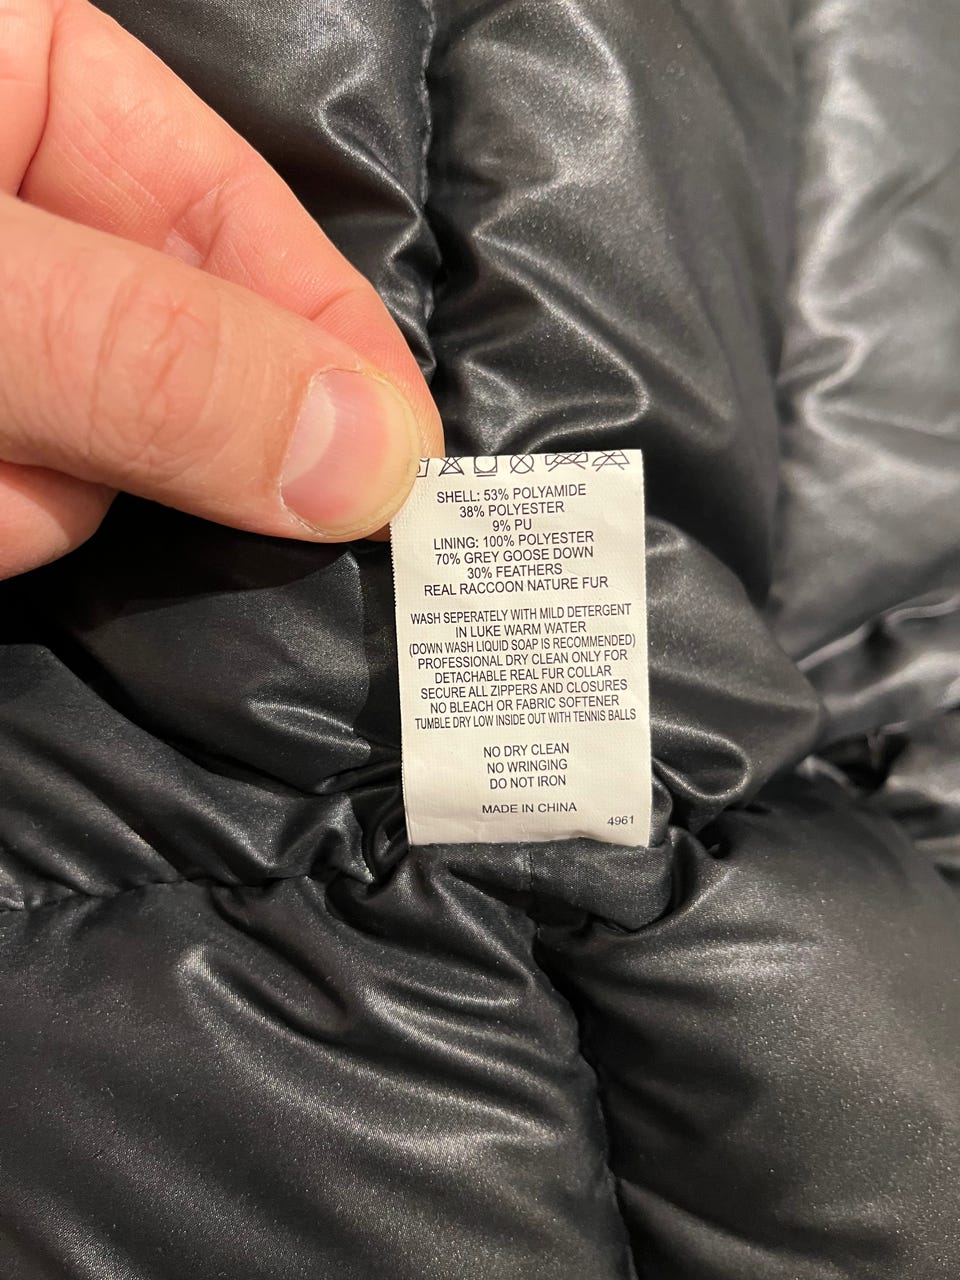 SHELL: 53% POLYAMIDE
38% POLYESTER
9% PU
LINING: 100% POLYESTER
70% GREY GOOSE DOWN
30% FEATHERS
REAL RACCOON NATURE FUR
WASH SEPERATELY WITH MILD DETERGENT
IN LUKE WARM WATER
(DOWN WASH LIQUID SOAP IS RECOMMENDED)
PROFESSIONAL DRY CLEAN ONLY FOR
DETACHABLE REAL FUR COLLAR
SECURE ALL ZIPPERS AND CLOSURES
NO BLEACH OR FABRIC SOFTENER
TUMBLE DRY LOW INSIDE OUT WITH TENNIS BALLS
NO DRY CLEAN
NO WRINGING
DO NOT IRON
MADE IN CHINA
4961